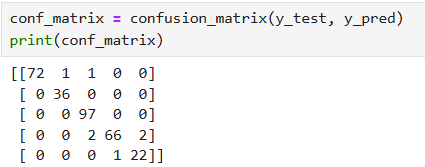 conf_matrix = confusion_matrix(y_test, y_pred)
print(conf_matrix)
[[72  1  1  0  0]
 [ 0 36  0  0  0]
 [ 0  0 97  0  0]
 [ 0  0  2 66  2]
 [ 0  0  0  1 22]]